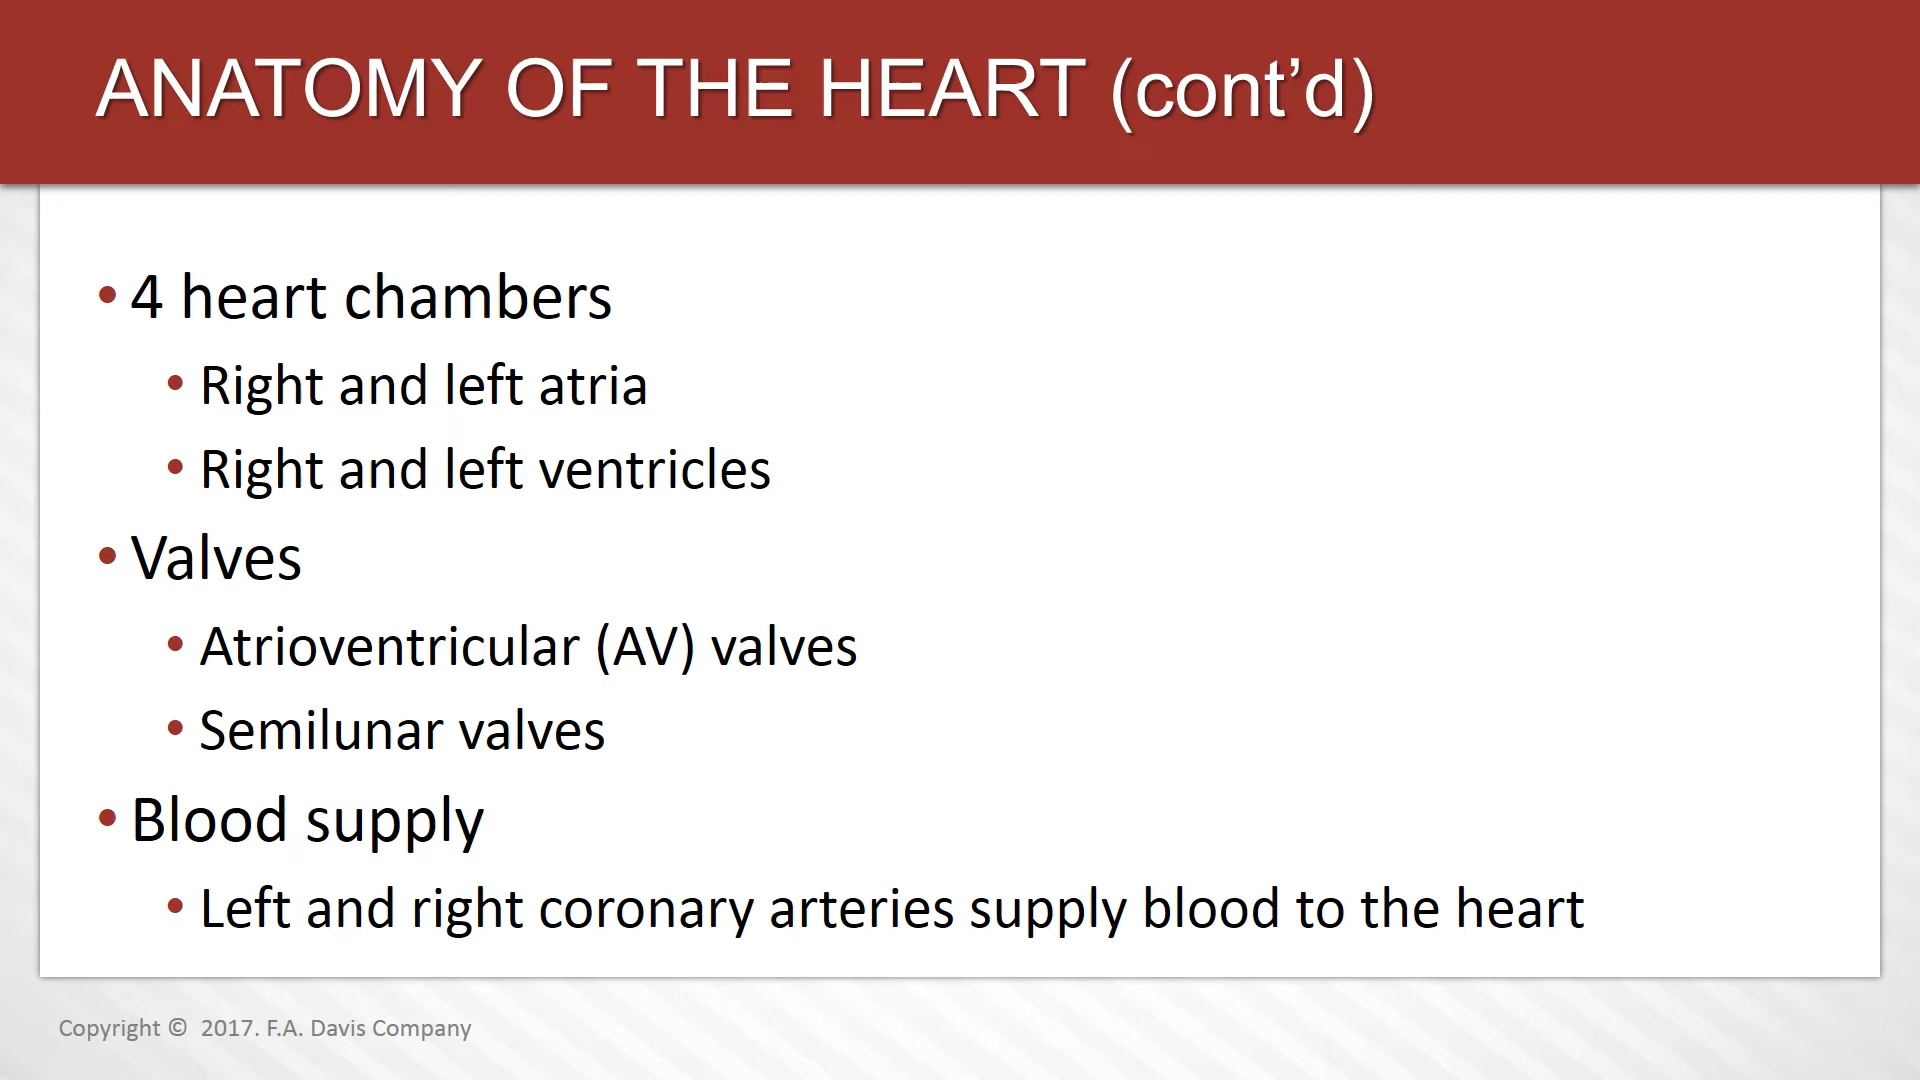 ANATOMY OF THE HEART (cont’d)
• 4 heart chambers
• Right and left atria
• Right and left ventricles
• Valves
• Atrioventricular (AV) valves
• Semilunar valves
• Blood supply
• Left and right coronary arteries supply blood to the heart
Copyright © 2017. F.A. Davis Company